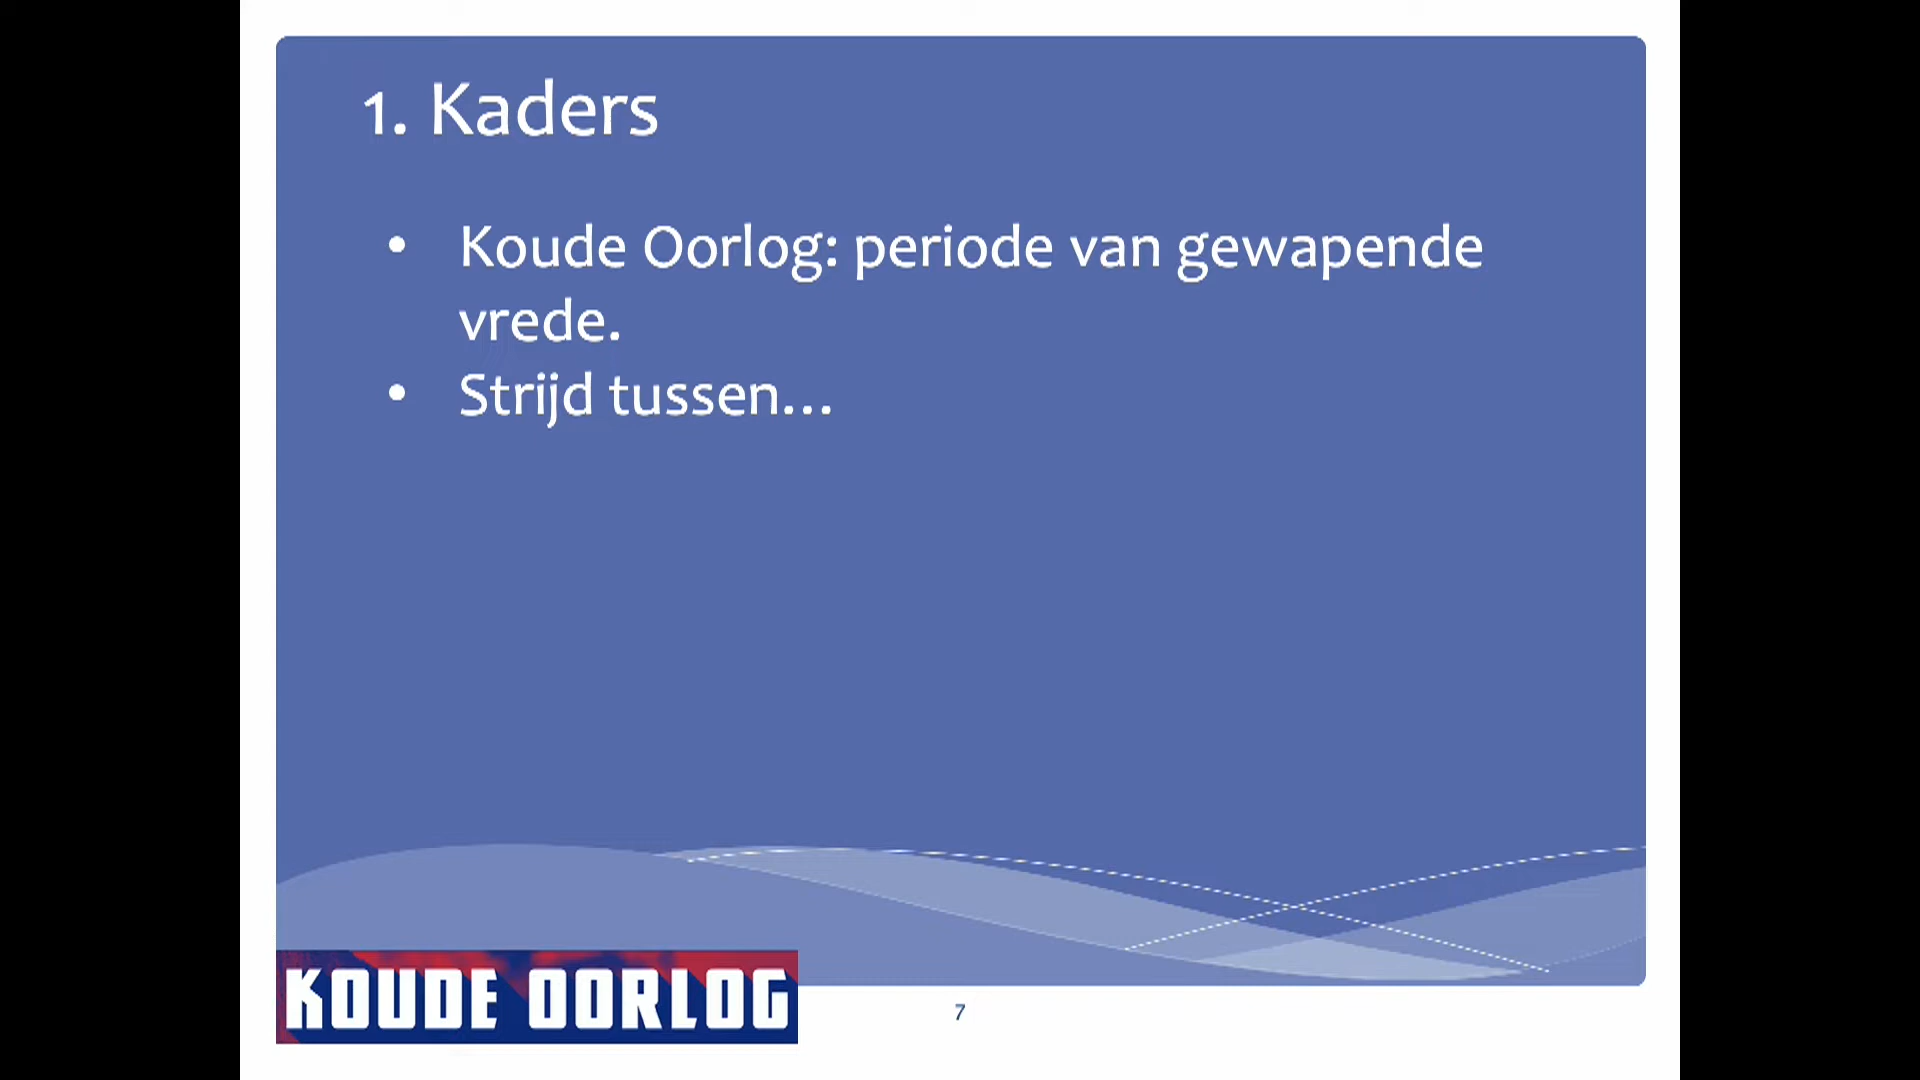 1. Kaders
• Koude Oorlog: periode van gewapende
vrede.
• Strijd tussen...
KOUDE OORLOG
7